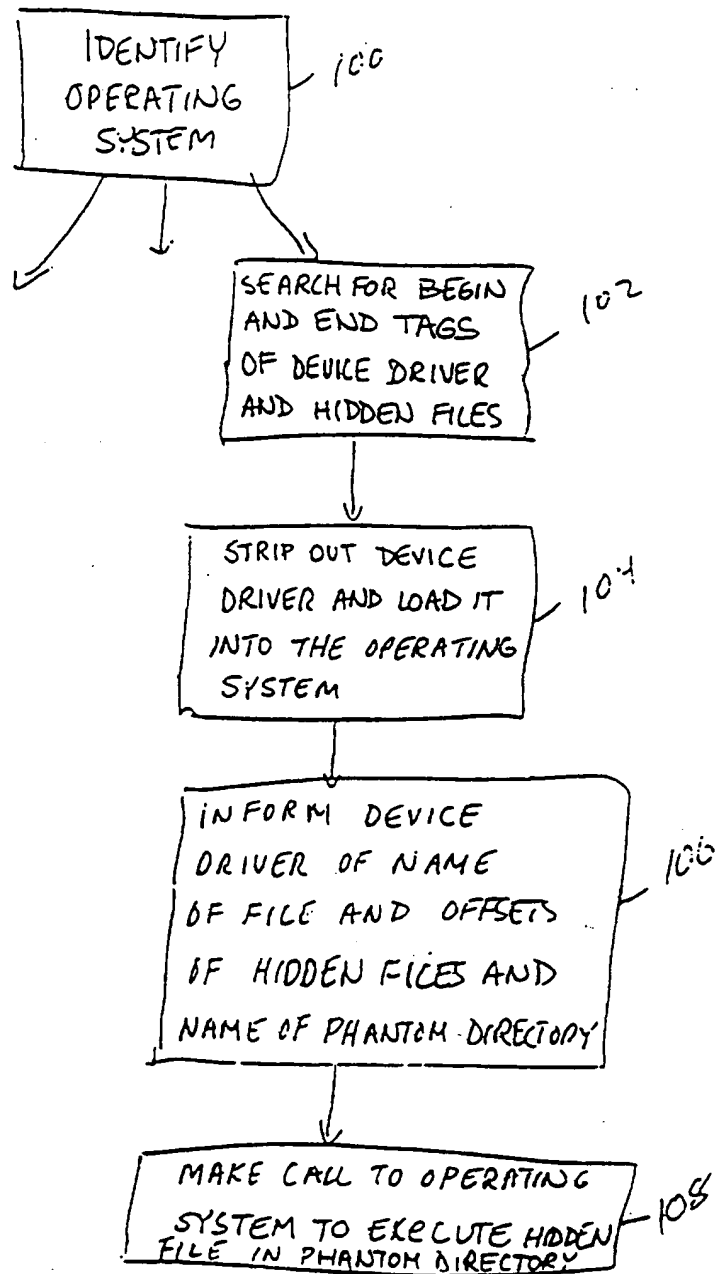 IDENTIFY
OPERATING
SYSTEM
100
SEARCH FOR BEGIN
AND END TAGS
OF DEVICE DRIVER
AND HIDDEN FILES
102
STRIP OUT DEVICE
DRIVER AND LOAD IT
INTO THE OPERATING
SYSTEM
104
INFORM DEVICE
DRIVER OF NAME
OF FILE AND OFFSETS
OF HIDDEN FILES AND
NAME OF PHANTOM DIRECTORY
106
MAKE CALL TO OPERATING
SYSTEM TO EXECUTE HIDDEN
FILE IN PHANTOM DIRECTORY
108